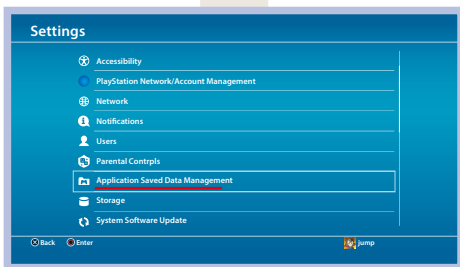 Settings
Accessibility
PlayStation Network/Account Management
Network
Notifications
Users
Parental Contrpls
Application Saved Data Management
Storage
System Software Update
Back Enter jump